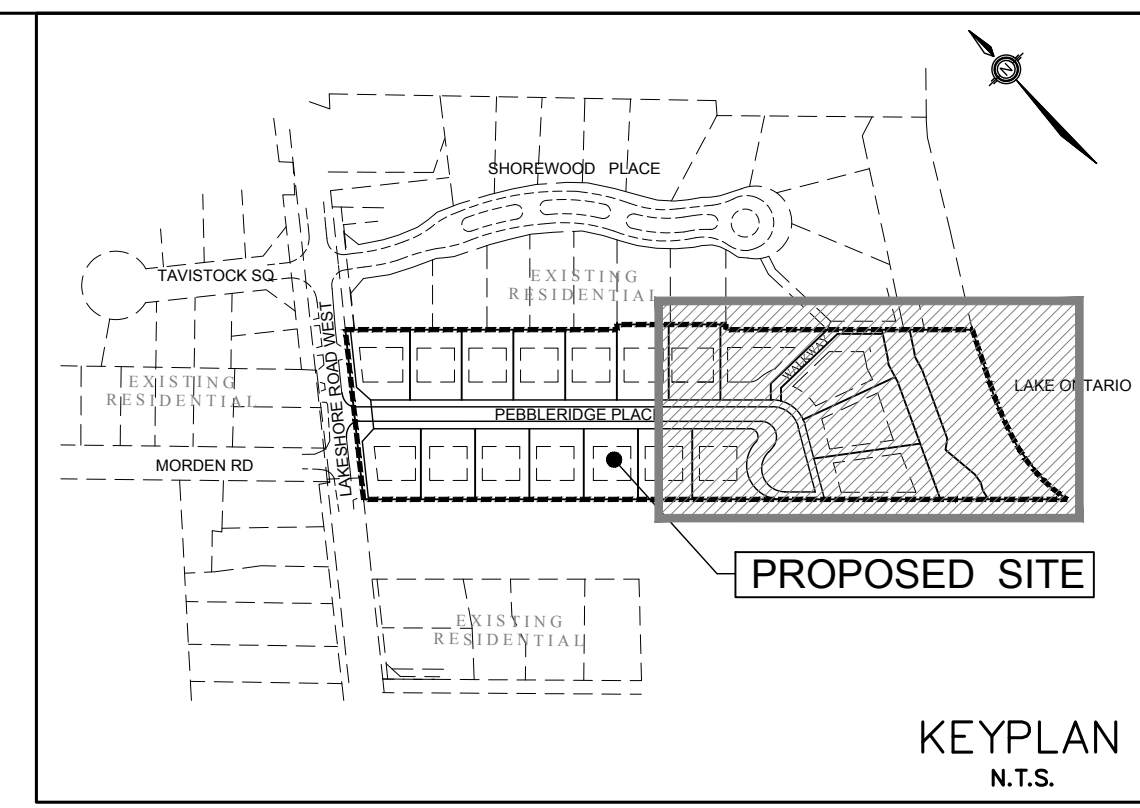 N
SHOREWOOD PLACE
TAVISTOCK SQ
EXISTING
RESIDENTIAL
LAKESHORE ROAD WEST
WALKWAY
EXISTING
RESIDENTIAL
LAKE ONTARIO
PEBBLERIDGE PLAC
MORDEN RD
PROPOSED SITE
EXISTING
RESIDENTIAL
KEYPLAN
N.T.S.